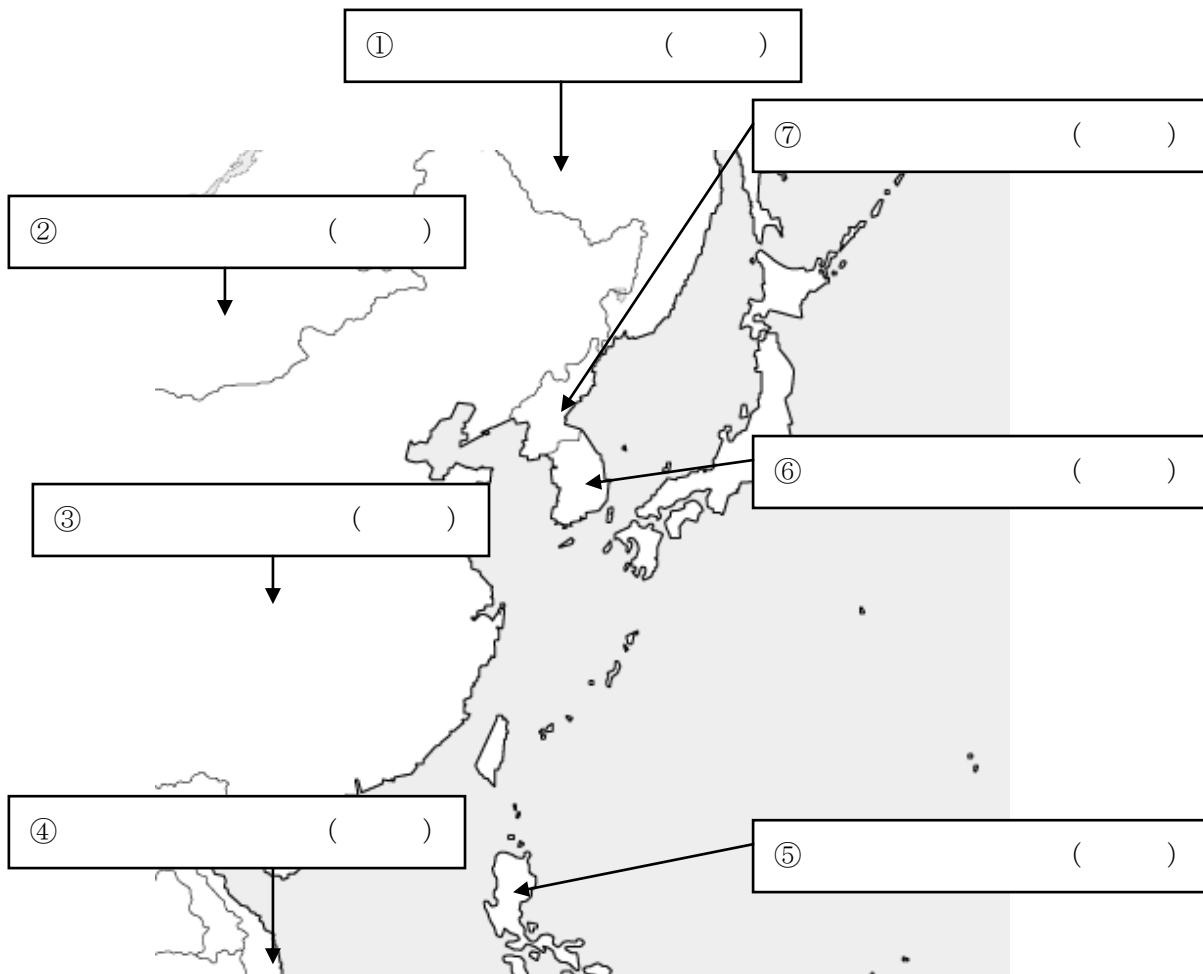 ① (　　　)
⑦ (　　　)
② (　　　)
③ (　　　)
⑥ (　　　)
④ (　　　)
⑤ (　　　)